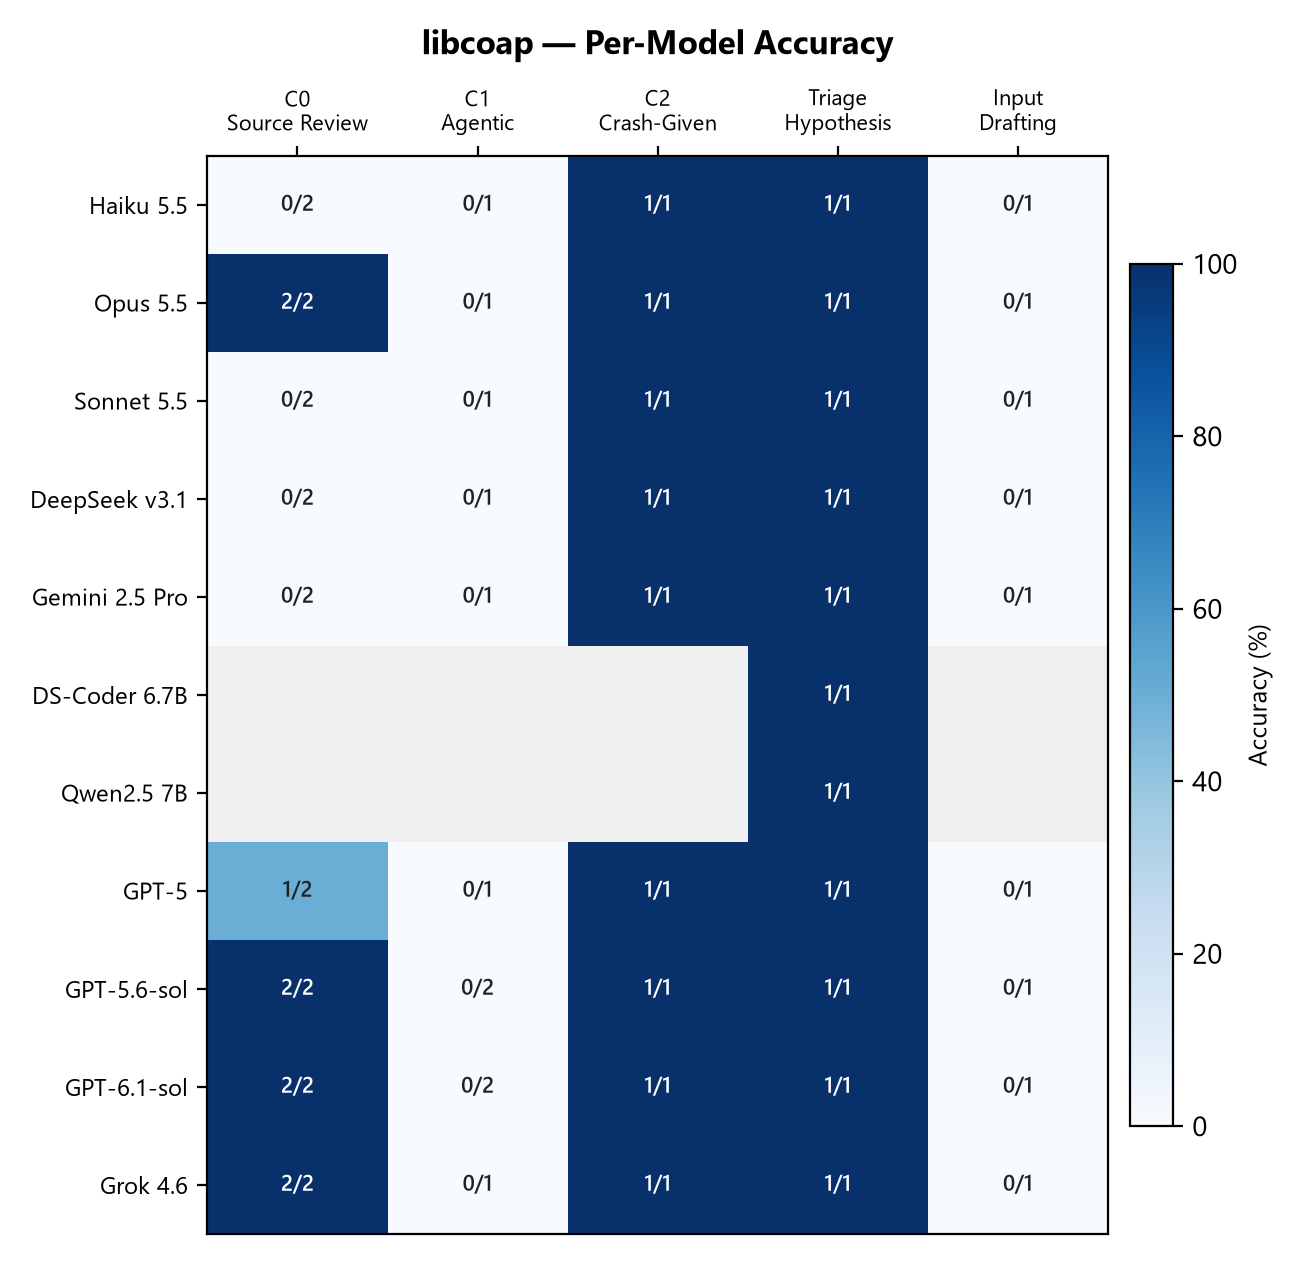 libcoap — Per-Model Accuracy
C0 C1 C2 Triage Input
Source Review Agentic Crash-Given Hypothesis Drafting
Haiku 5.5 0/2 0/1 1/1 1/1 0/1
Opus 5.5 2/2 0/1 1/1 1/1 0/1
Sonnet 5.5 0/2 0/1 1/1 1/1 0/1
DeepSeek v3.1 0/2 0/1 1/1 1/1 0/1
Gemini 2.5 Pro 0/2 0/1 1/1 1/1 0/1
DS-Coder 6.7B 1/1
Qwen2.5 7B 1/1
GPT-5 1/2 0/1 1/1 1/1 0/1
GPT-5.6-sol 2/2 0/2 1/1 1/1 0/1
GPT-6.1-sol 2/2 0/2 1/1 1/1 0/1
Grok 4.6 2/2 0/1 1/1 1/1 0/1
100
80
60
40
20
0
Accuracy (%)